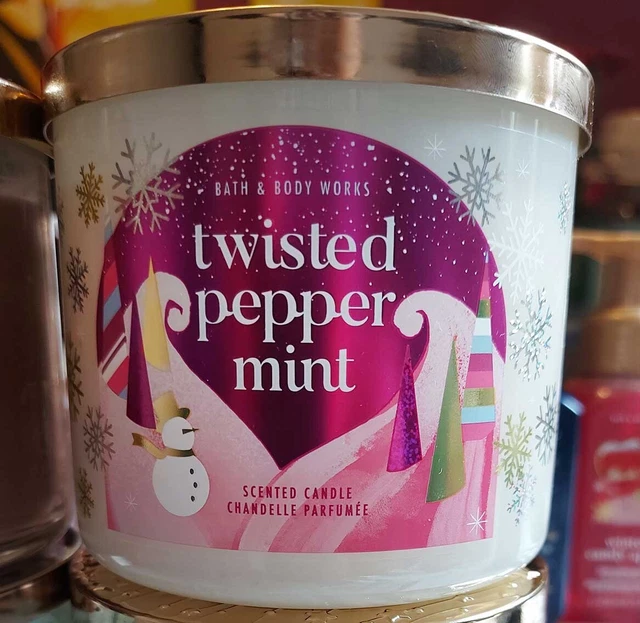 BATH & BODY WORKS
twisted
pepper
mint
SCENTED CANDLE
CHANDELLE PARFUMÉE